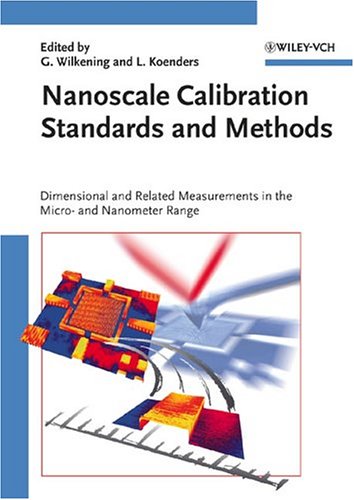 Edited by
G. Wilkening and L. Koenders
WILEY-VCH
Nanoscale Calibration
Standards and Methods
Dimensional and Related Measurements in the
Micro- and Nanometer Range